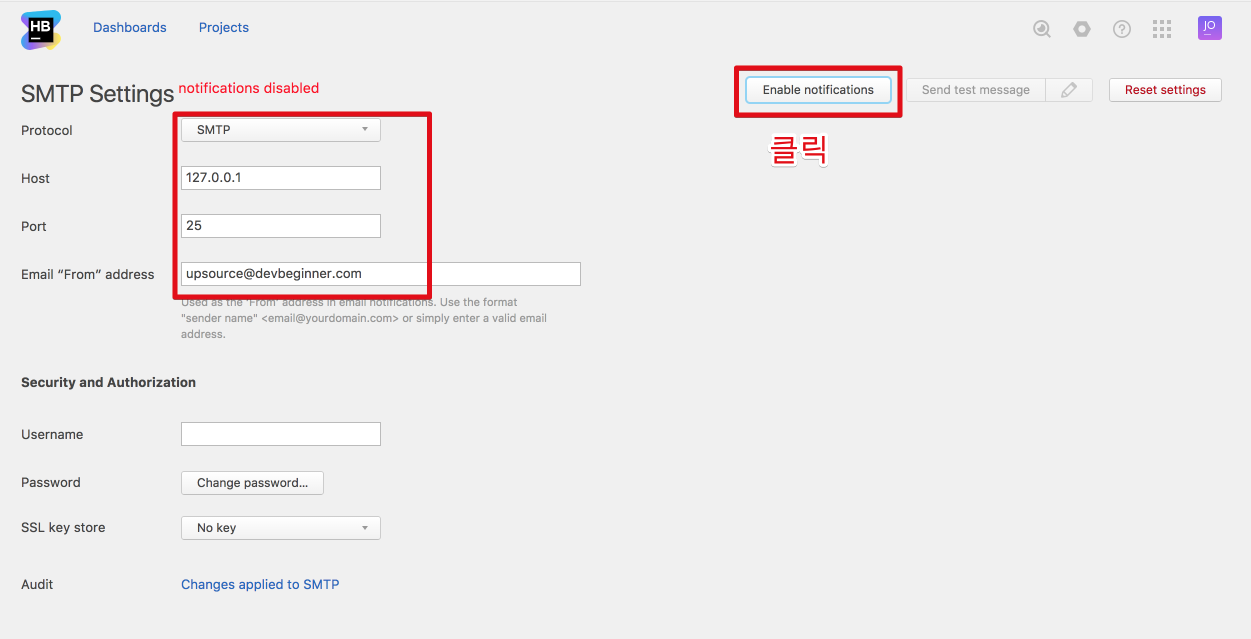 HB
Dashboards
Projects
JO
SMTP Settings notifications disabled
Enable notifications
Send test message
Reset settings
클릭
Protocol
SMTP
Host
127.0.0.1
Port
25
Email “From” address
upsource@devbeginner.com
Used as the "From" address in email notifications. Use the format
"sender name" <email@yourdomain.com> or simply enter a valid email
address.
Security and Authorization
Username
Password
Change password...
SSL key store
No key
Audit
Changes applied to SMTP